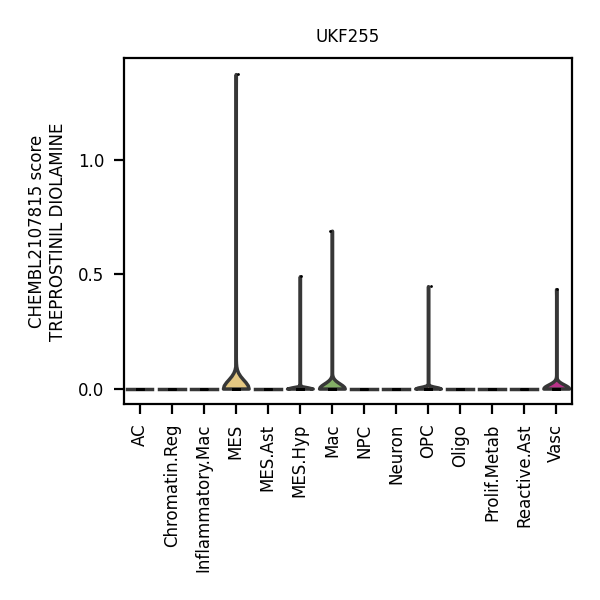 UKF255
CHEMBL2107815 score
TREPROSTINIL DIOLAMINE
1.0
0.5
0.0
AC
Chromatin.Reg
Inflammatory.Mac
MES
MES.Ast
MES.Hyp
Mac
NPC
Neuron
OPC
Oligo
Prolif.Metab
Reactive.Ast
Vasc